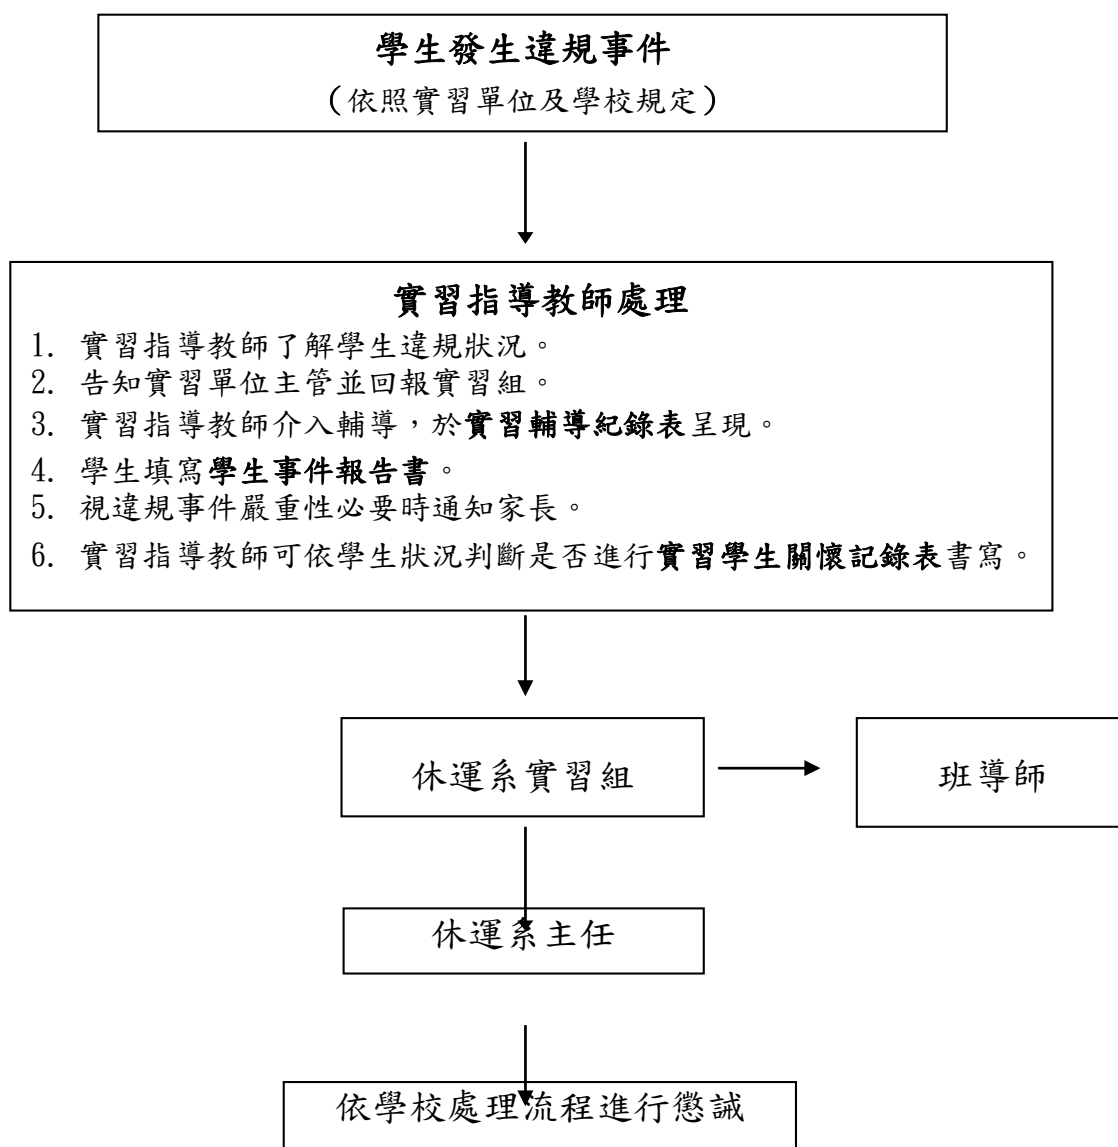 學生發生違規事件
(依照實習單位及學校規定)
實習指導教師處理
1. 實習指導教師了解學生違規狀況。
2. 告知實習單位主管並回報實習組。
3. 實習指導教師介入輔導，於實習輔導紀錄表呈現。
4. 學生填寫學生事件報告書。
5. 視違規事件嚴重性必要時通知家長。
6. 實習指導教師可依學生狀況判斷是否進行實習學生關懷記錄表書寫。
休運系實習組
班導師
休運系主任
依學校處理流程進行懲誡